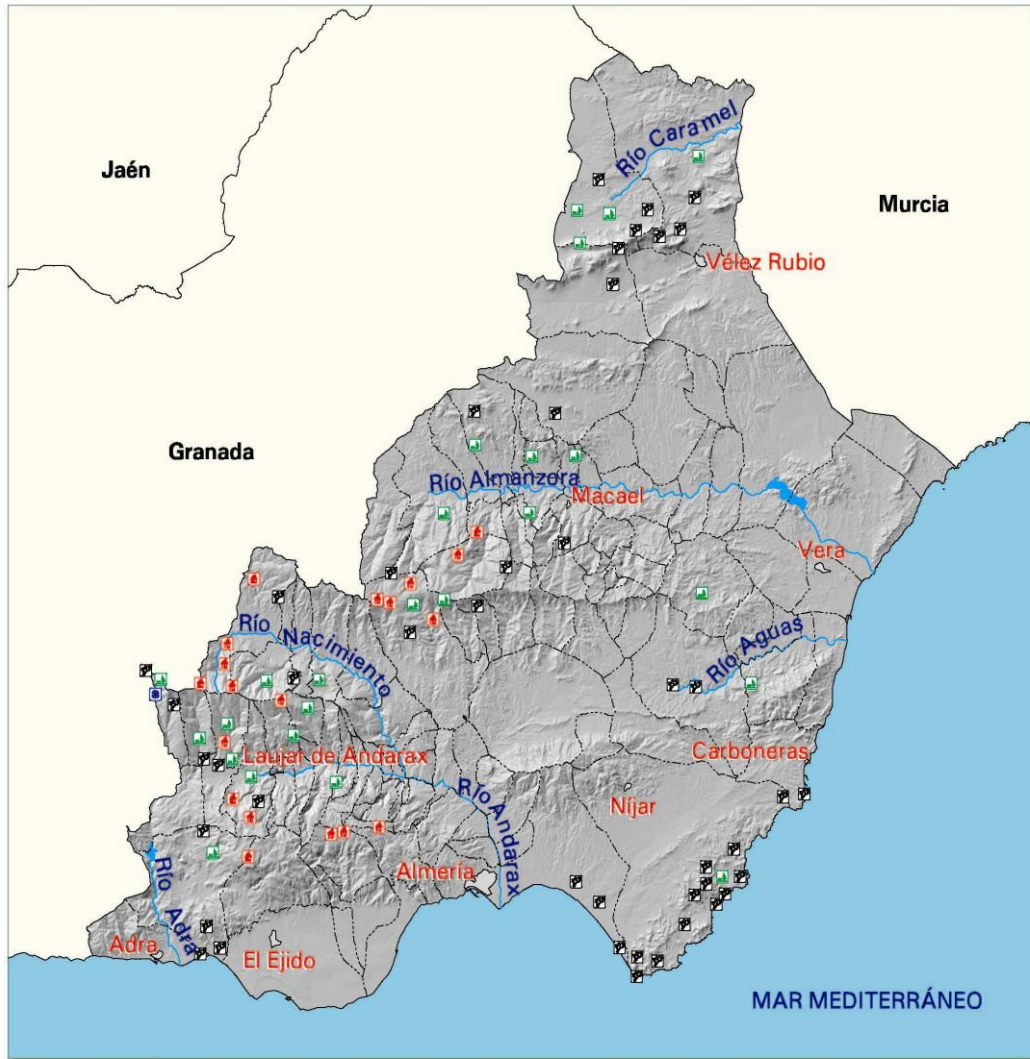 Río Caramel
Jaén
Murcia
Vélez Rubio
Granada
Río Almanzora
Macael
Vera
Río Nacimiento
Río Aguas
Laujar de Andarax
Carboneras
Río Andarax
Níjar
Almería
Río Adra
Adra
El Ejido
MAR MEDITERRÁNEO